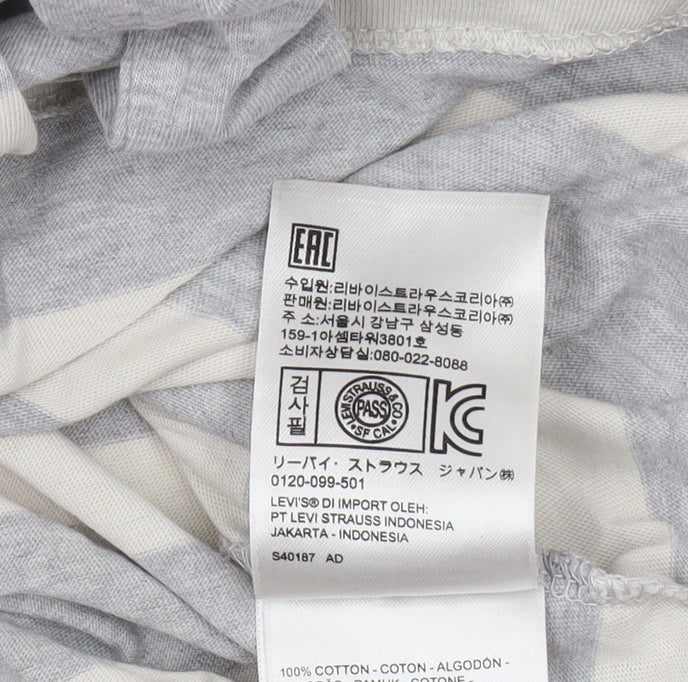 EAC
수입원:리바이스트라우스코리아㈜
판매원:리바이스트라우스코리아㈜
주 소:서울시 강남구 삼성동
159-1아셈타워3801호
소비자상담실:080-022-8088
검사필
LEVI STRAUSS & CO
PASS
SF CAL
KC
リーバイ・ストラウス ジャパン㈱
0120-099-501
LEVI'S® DI IMPORT OLEH:
PT LEVI STRAUSS INDONESIA
JAKARTA - INDONESIA
S40187 AD
100% COTTON - COTON - ALGODÓN -
PAMUK - COTONE -